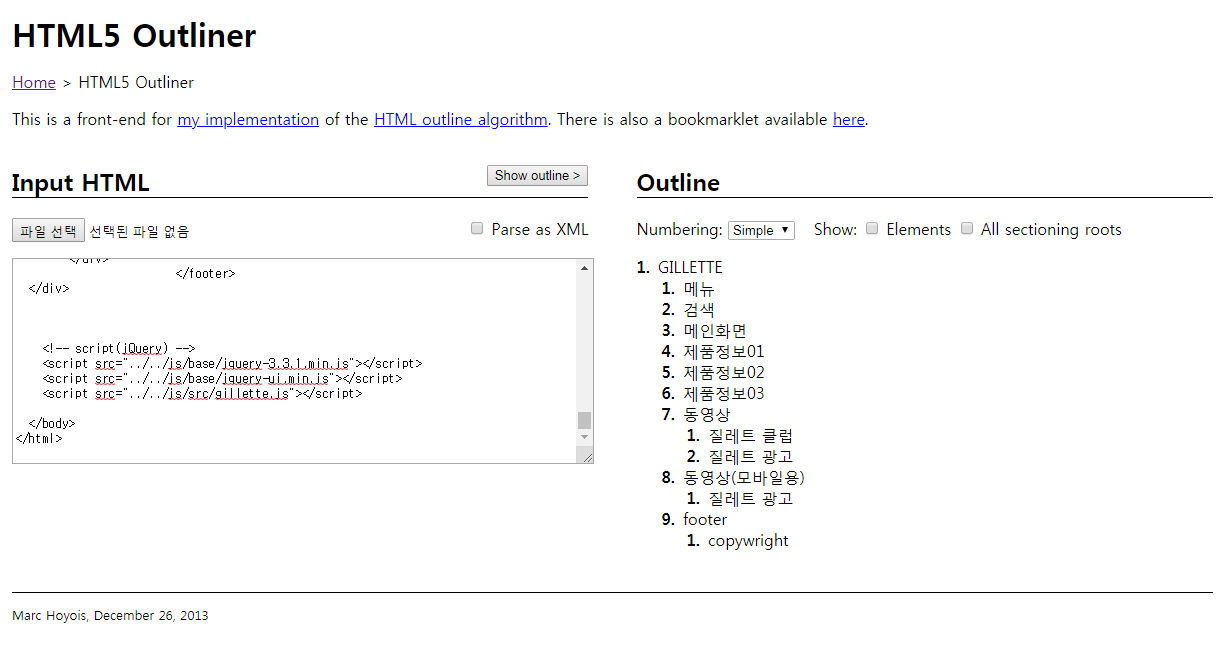 HTML5 Outliner
Home > HTML5 Outliner
This is a front-end for my implementation of the HTML outline algorithm. There is also a bookmarklet available here.
Input HTML
Show outline >
파일 선택 선택된 파일 없음
Parse as XML
</div>
</footer>
</div>
<!-- script(jQuery) -->
<script src="../../js/base/jquery-3.3.1.min.js"></script>
<script src="../../js/base/jquery-ui.min.js"></script>
<script src="../../js/src/gillette.js"></script>
</body>
</html>
Outline
Numbering: Simple ▼ Show: Elements All sectioning roots
1. GILLETTE
1. 메뉴
2. 검색
3. 메인화면
4. 제품정보01
5. 제품정보02
6. 제품정보03
7. 동영상
1. 질레트 클럽
2. 질레트 광고
8. 동영상(모바일용)
1. 질레트 광고
9. footer
1. copywright
Marc Hoyois, December 26, 2013